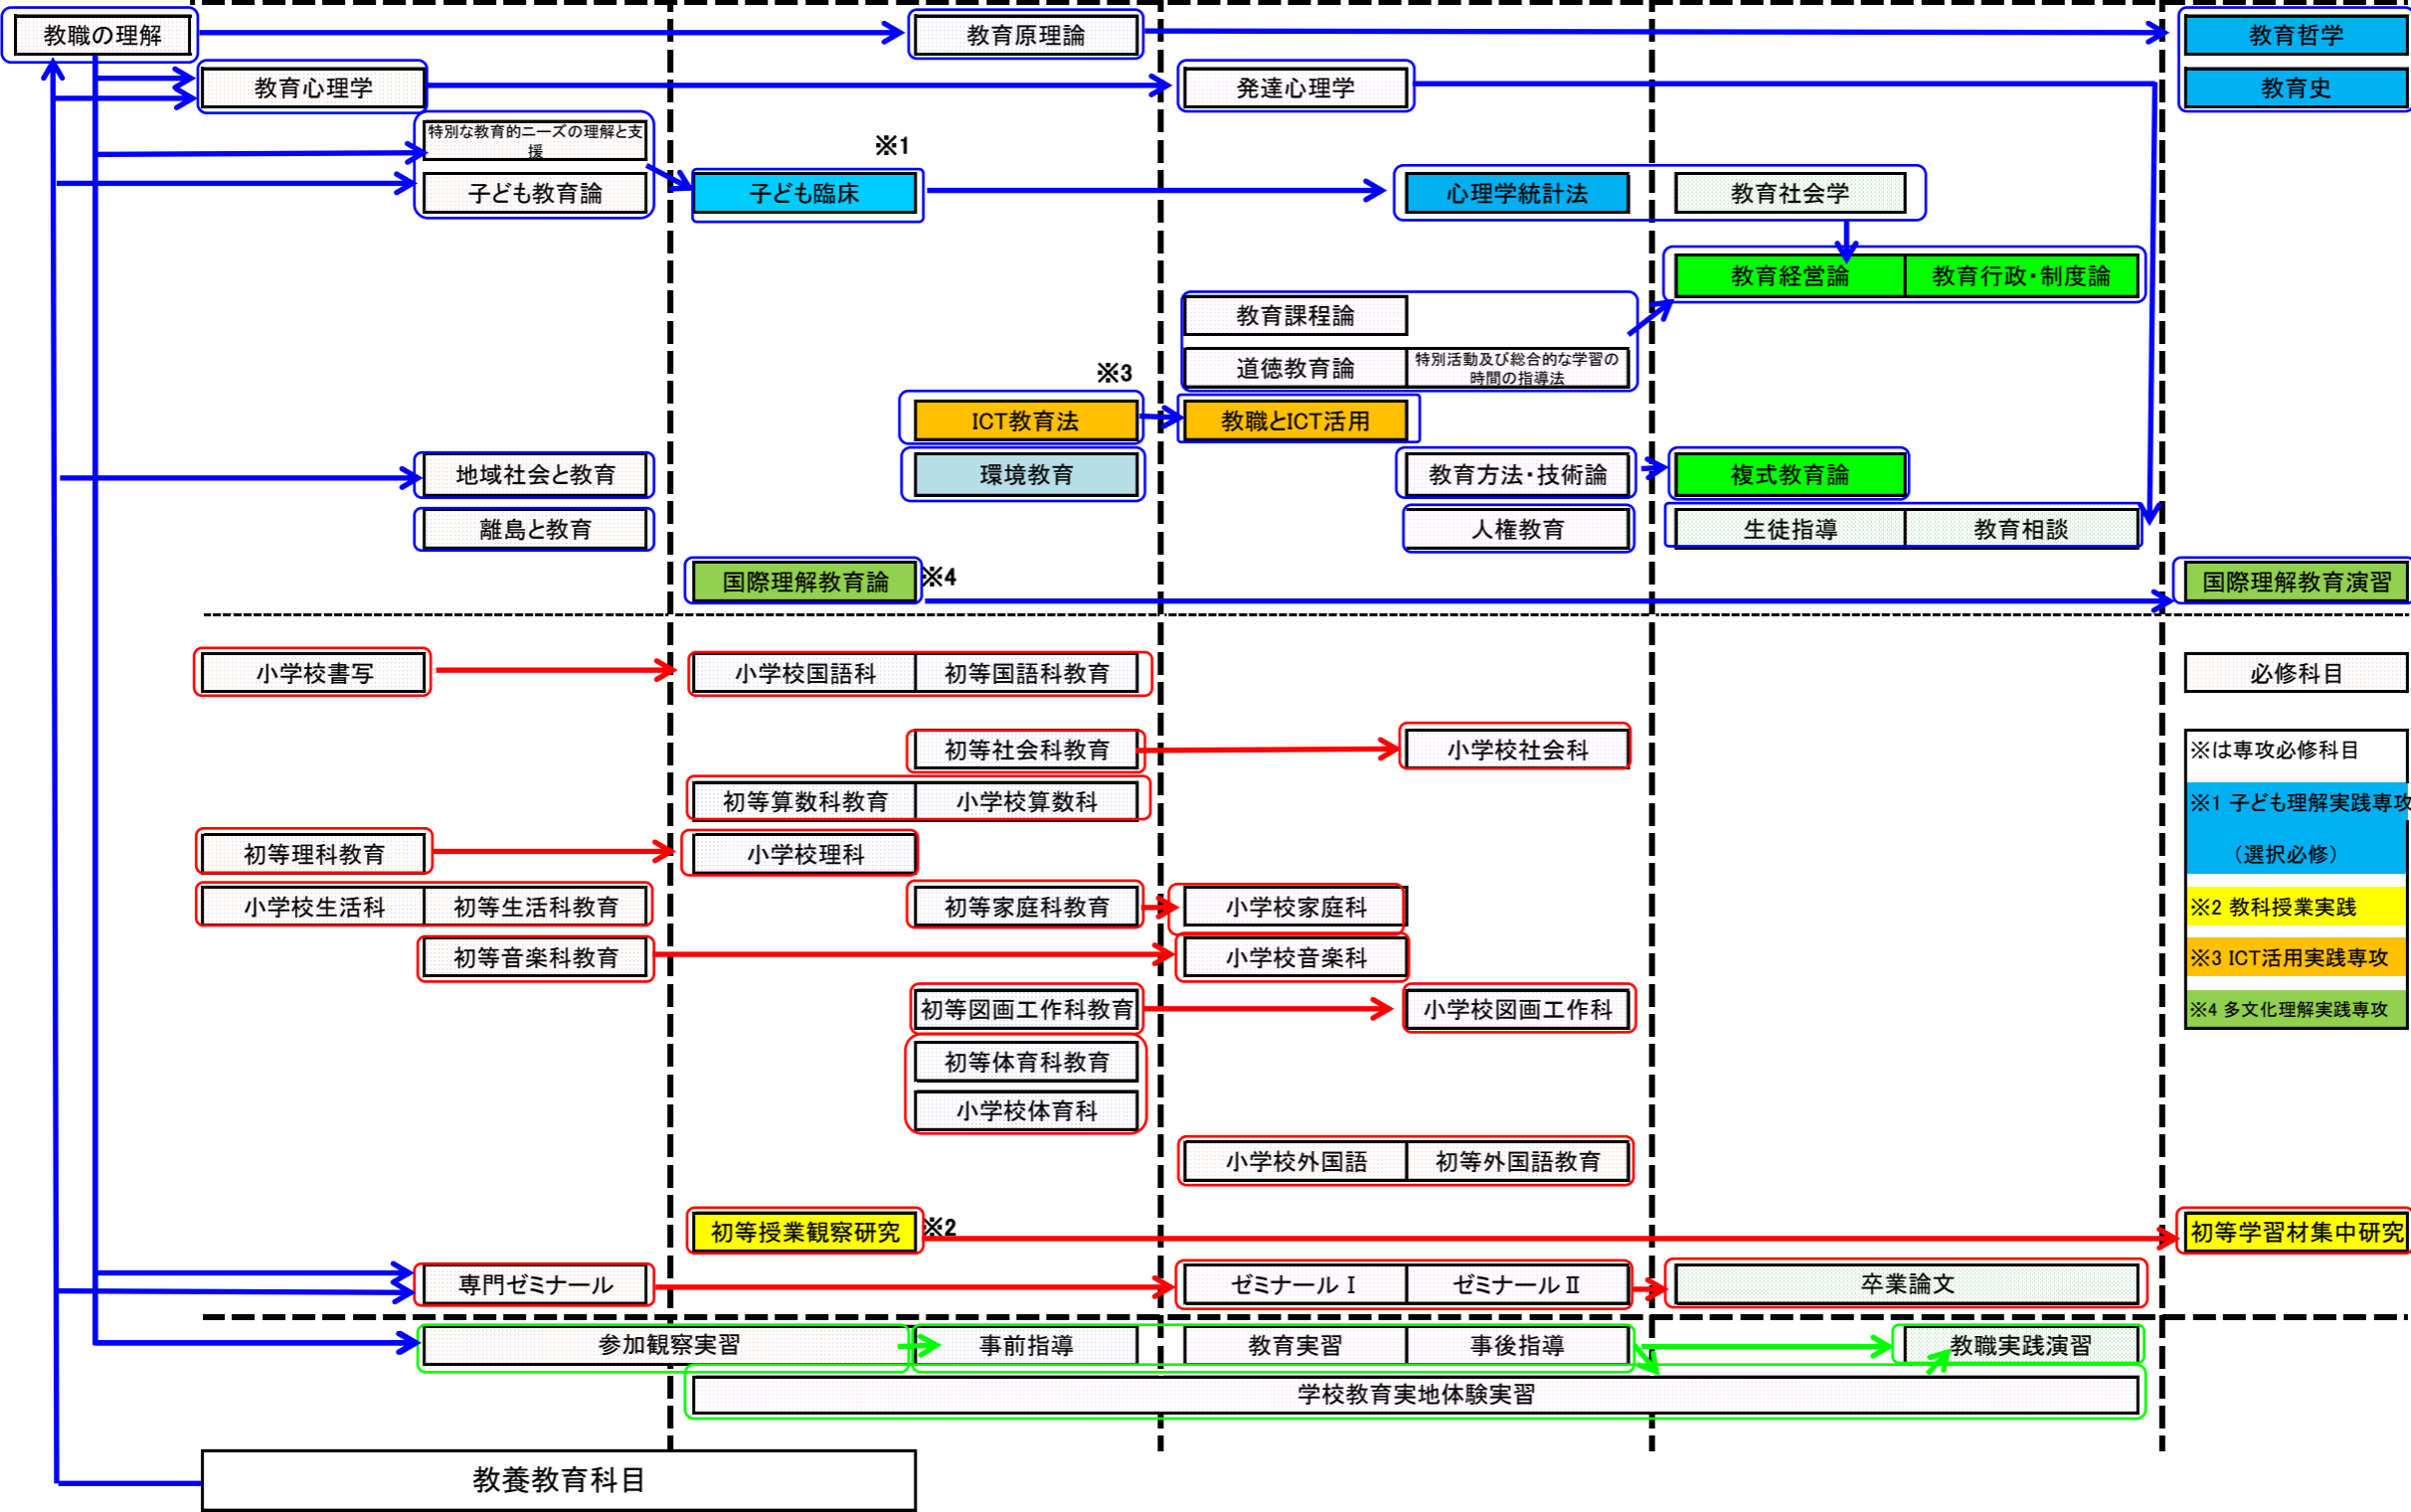 教職の理解
教育原理論
教育哲学
教育心理学
発達心理学
教育史
特別な教育的ニーズの理解と支
援
※1
子ども教育論
子ども臨床
心理学統計法
教育社会学
教育経営論
教育行政・制度論
教育課程論
道徳教育論
特別活動及び総合的な学習の
時間の指導法
※3
ICT教育法
教職とICT活用
地域社会と教育
環境教育
教育方法・技術論
複式教育論
離島と教育
人権教育
生徒指導
教育相談
国際理解教育論
※4
国際理解教育演習
小学校書写
小学校国語科
初等国語科教育
必修科目
初等社会科教育
小学校社会科
※は専攻必修科目
初等算数科教育
小学校算数科
※1 子ども理解実践専攻
初等理科教育
小学校理科
（選択必修）
小学校生活科
初等生活科教育
初等家庭科教育
小学校家庭科
※2 教科授業実践
初等音楽科教育
小学校音楽科
※3 ICT活用実践専攻
初等図画工作科教育
小学校図画工作科
※4 多文化理解実践専攻
初等体育科教育
小学校体育科
小学校外国語
初等外国語教育
初等授業観察研究
※2
初等学習材集中研究
専門ゼミナール
ゼミナールⅠ
ゼミナールⅡ
卒業論文
参加観察実習
事前指導
教育実習
事後指導
教職実践演習
学校教育実地体験実習
教養教育科目